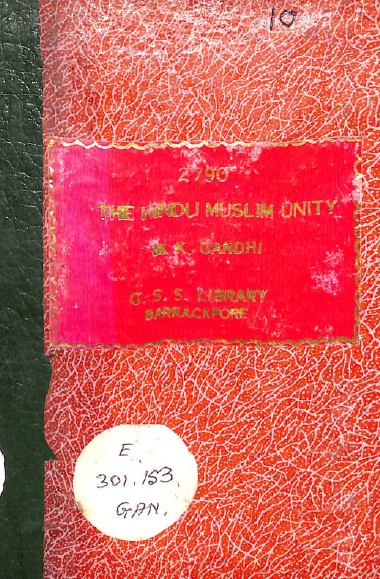 10
2790
THE HINDU MUSLIM UNITY
M. K. GANDHI
G. S. S. LIBRARY
BARRACKPORE
E.
301.153.
GAN.